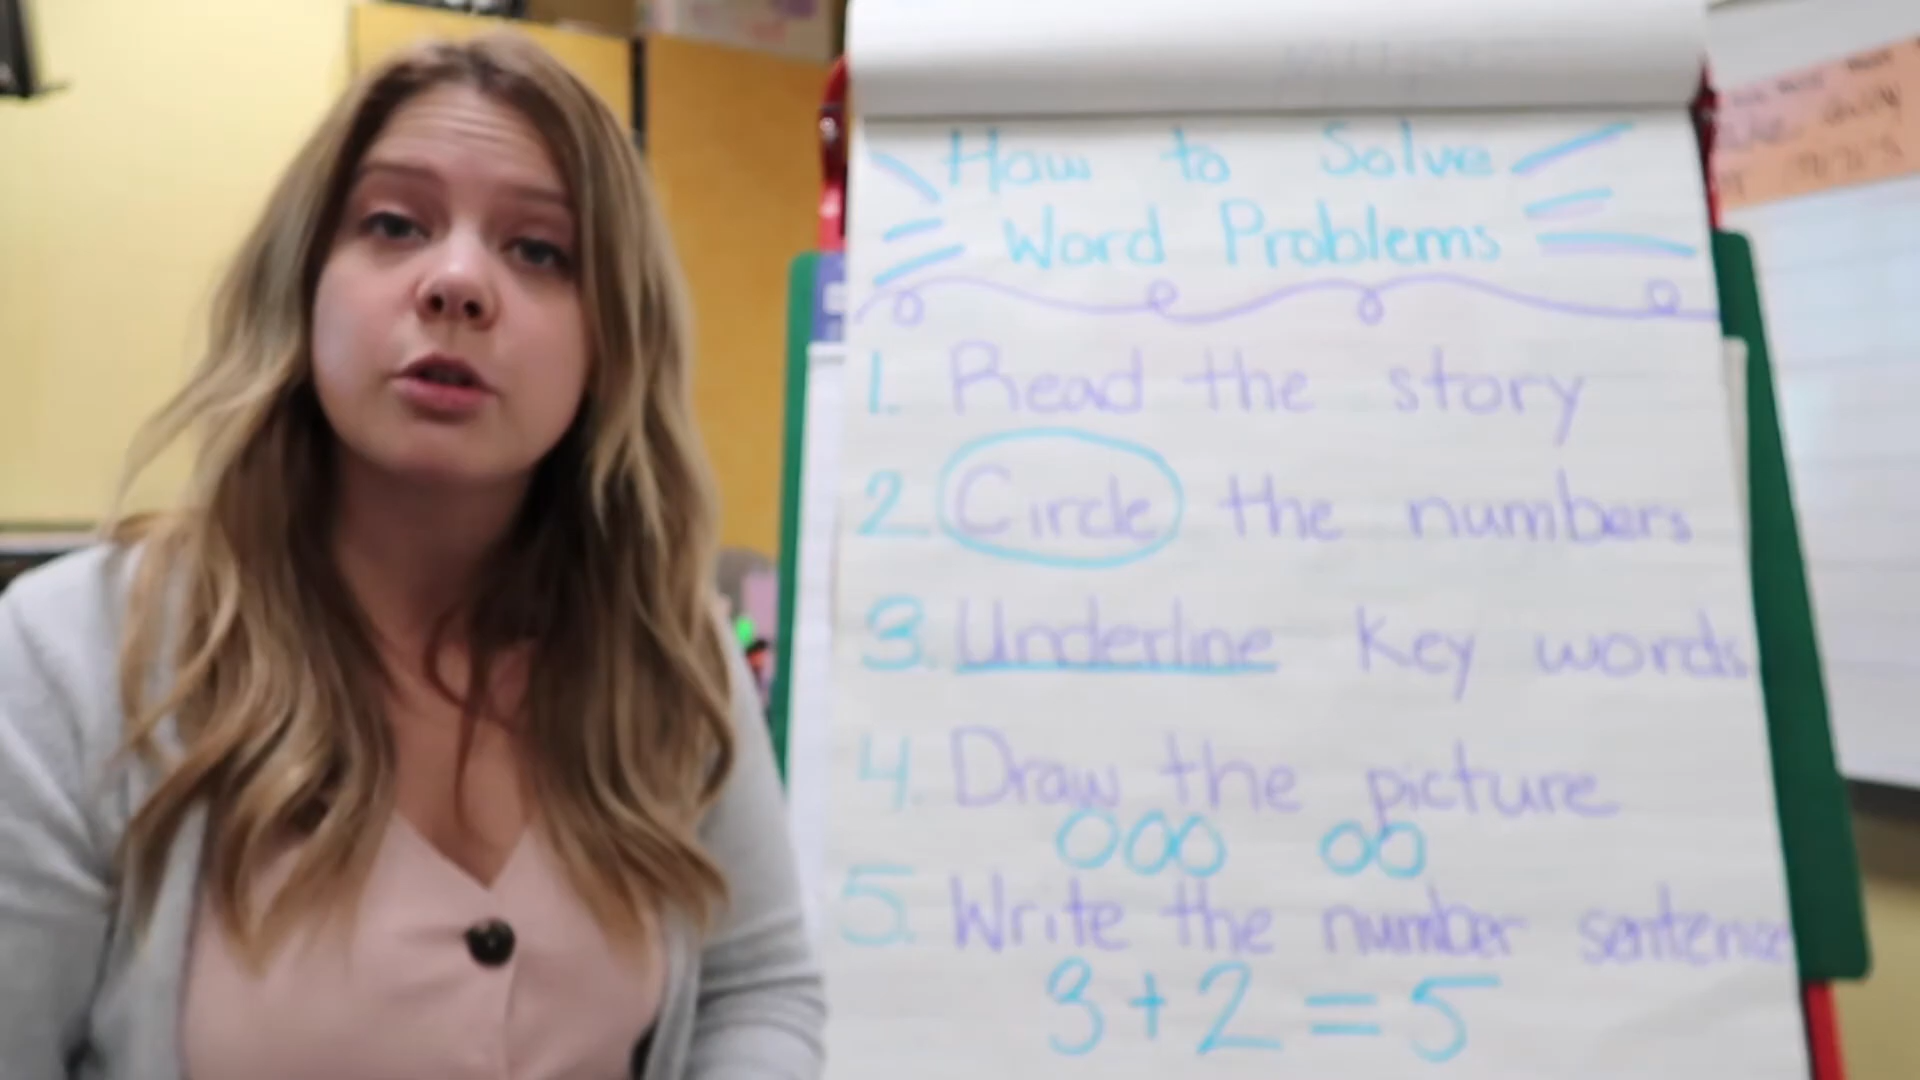 How to Solve
Word Problems
1. Read the story
2. Circle the numbers
3. Underline Key words
4. Draw the picture
5. Write the number sentence
3+2=5